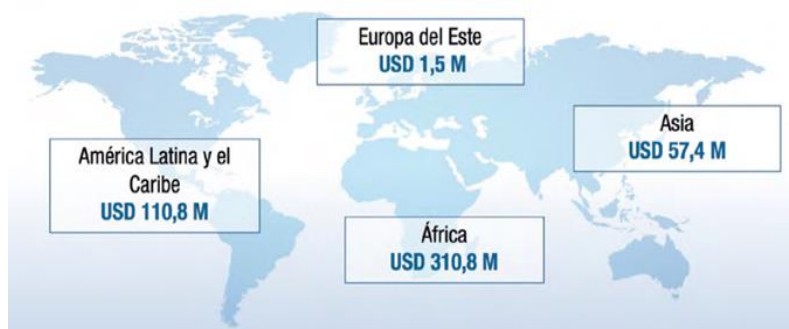 Europa del Este
USD 1,5 M
Asia
USD 57,4 M
América Latina y el
Caribe
USD 110,8 M
África
USD 310,8 M